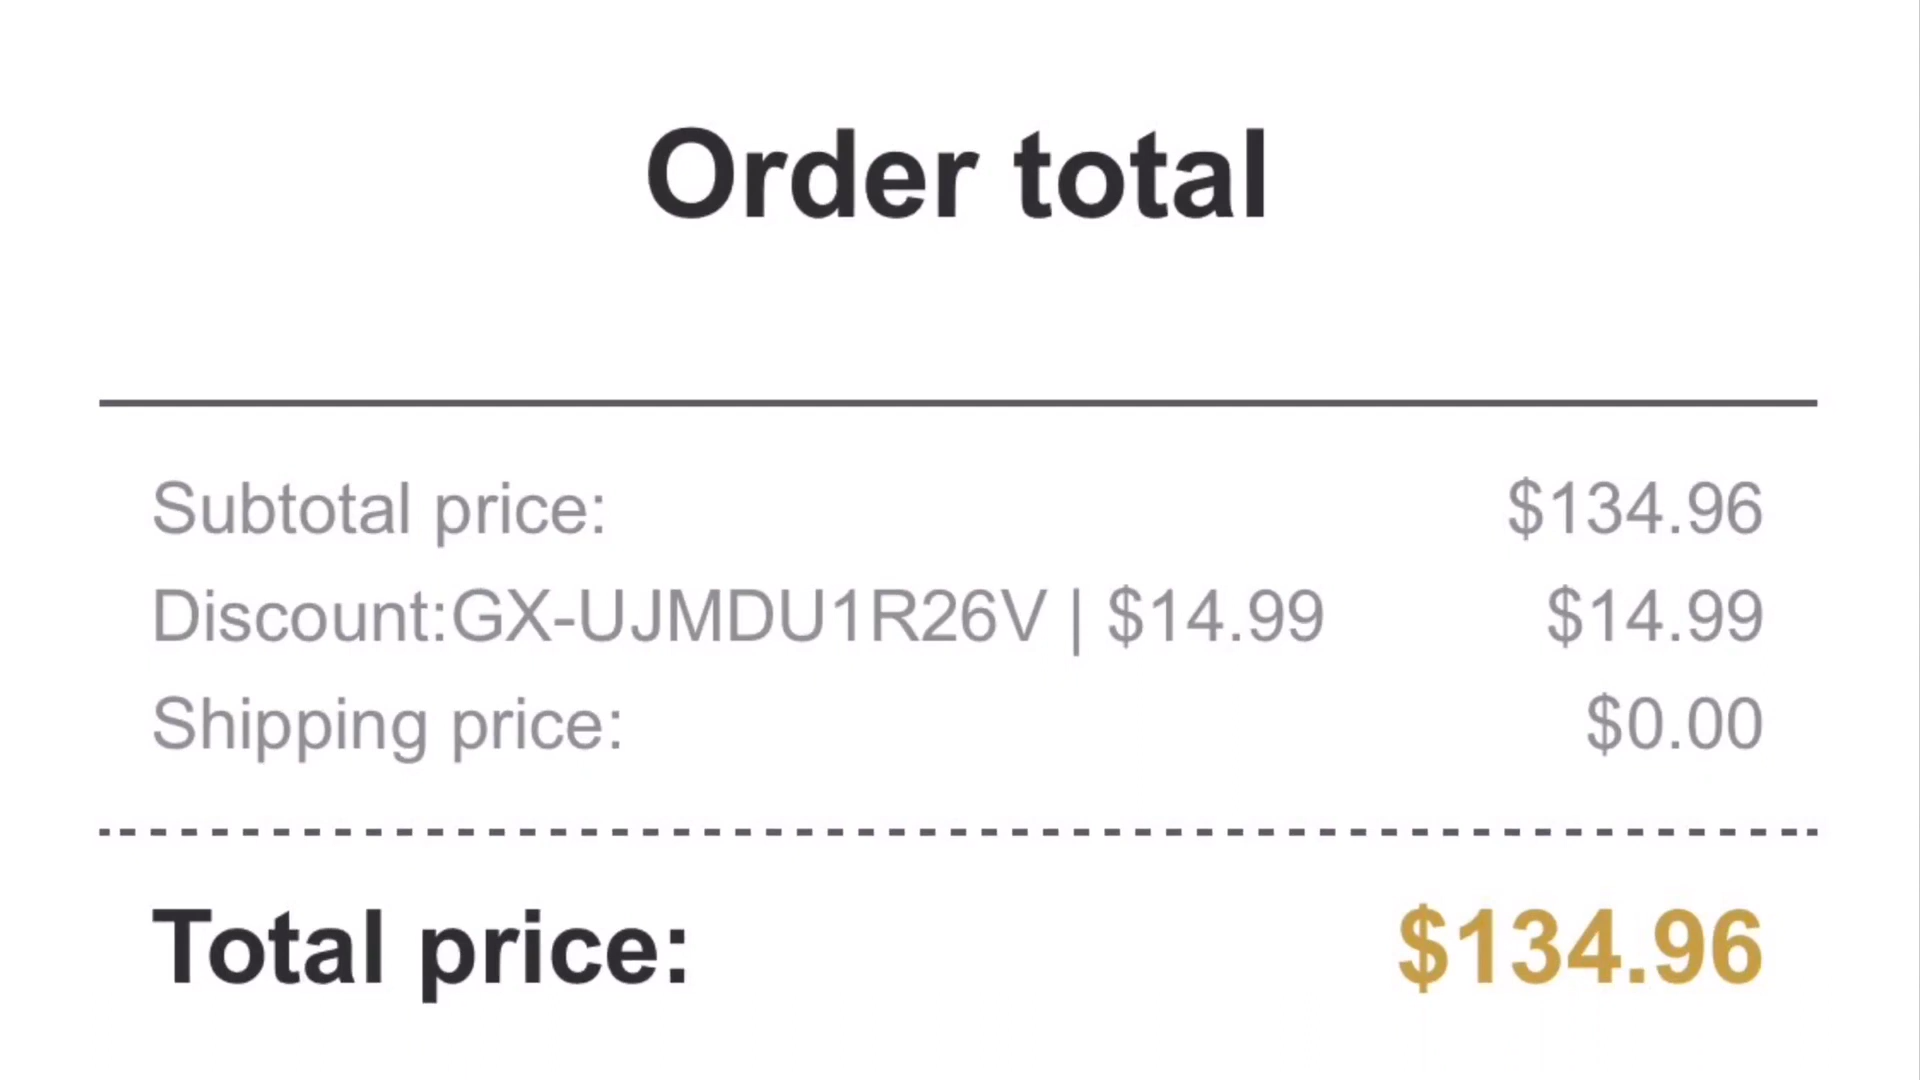 Order total
Subtotal price: $134.96
Discount:GX-UJMDU1R26V | $14.99 $14.99
Shipping price: $0.00
Total price: $134.96